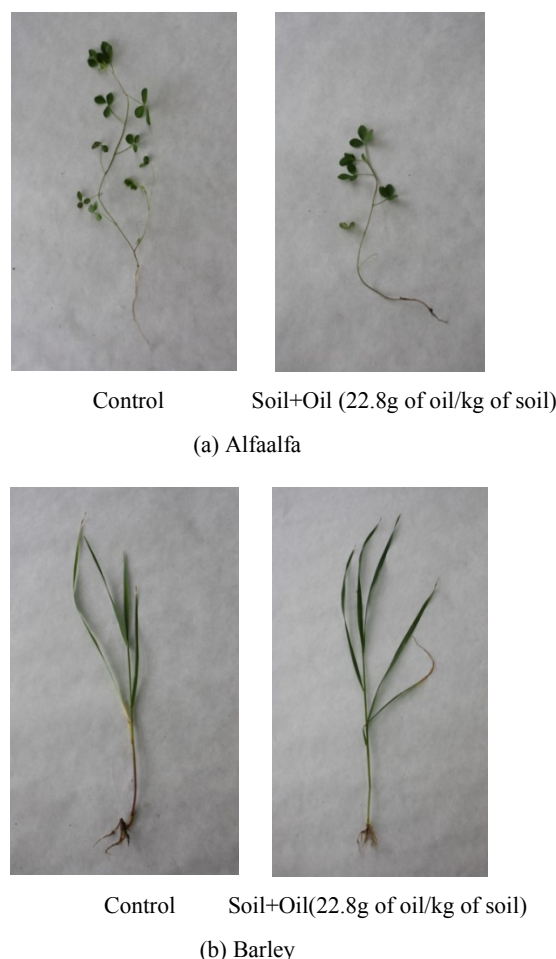 Control Soil+Oil (22.8g of oil/kg of soil)
(a) Alfaalfa
Control Soil+Oil(22.8g of oil/kg of soil)
(b) Barley